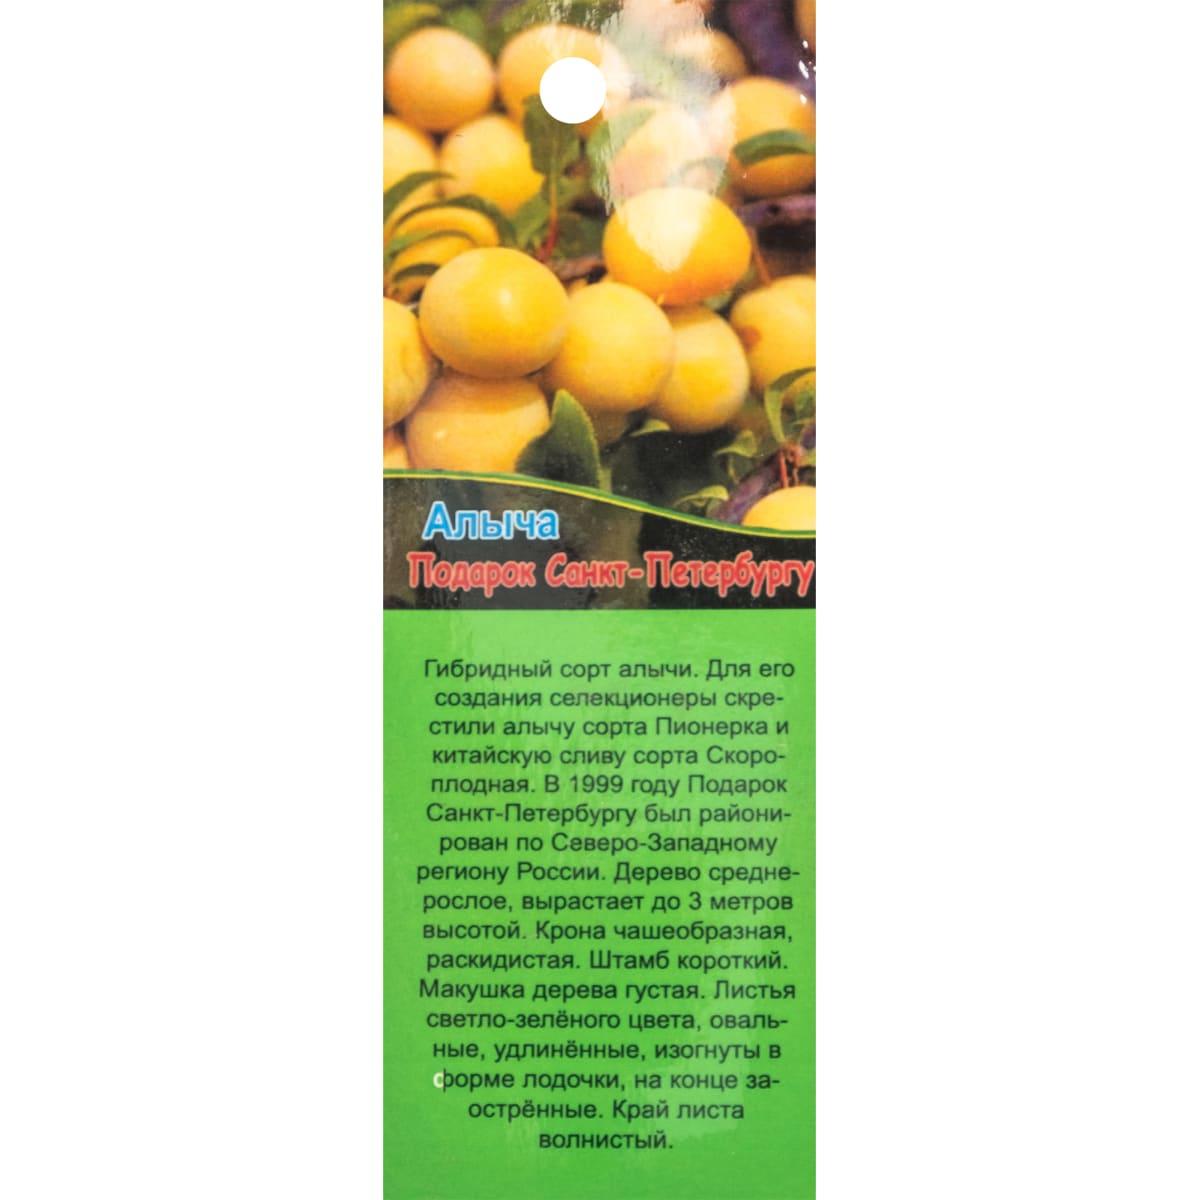 Алыча
Подарок Санкт-Петербургу
Гибридный сорт алычи. Для его
создания селекционеры скре-
стили алычу сорта Пионерка и
китайскую сливу сорта Скоро-
плодная. В 1999 году Подарок
Санкт-Петербургу был райони-
рован по Северо-Западному
региону России. Дерево средне-
рослое, вырастает до 3 метров
высотой. Крона чашеобразная,
раскидистая. Штамб короткий.
Макушка дерева густая. Листья
светло-зелёного цвета, оваль-
ные, удлинённые, изогнуты в
форме лодочки, на конце за-
острённые. Край листа
волнистый.